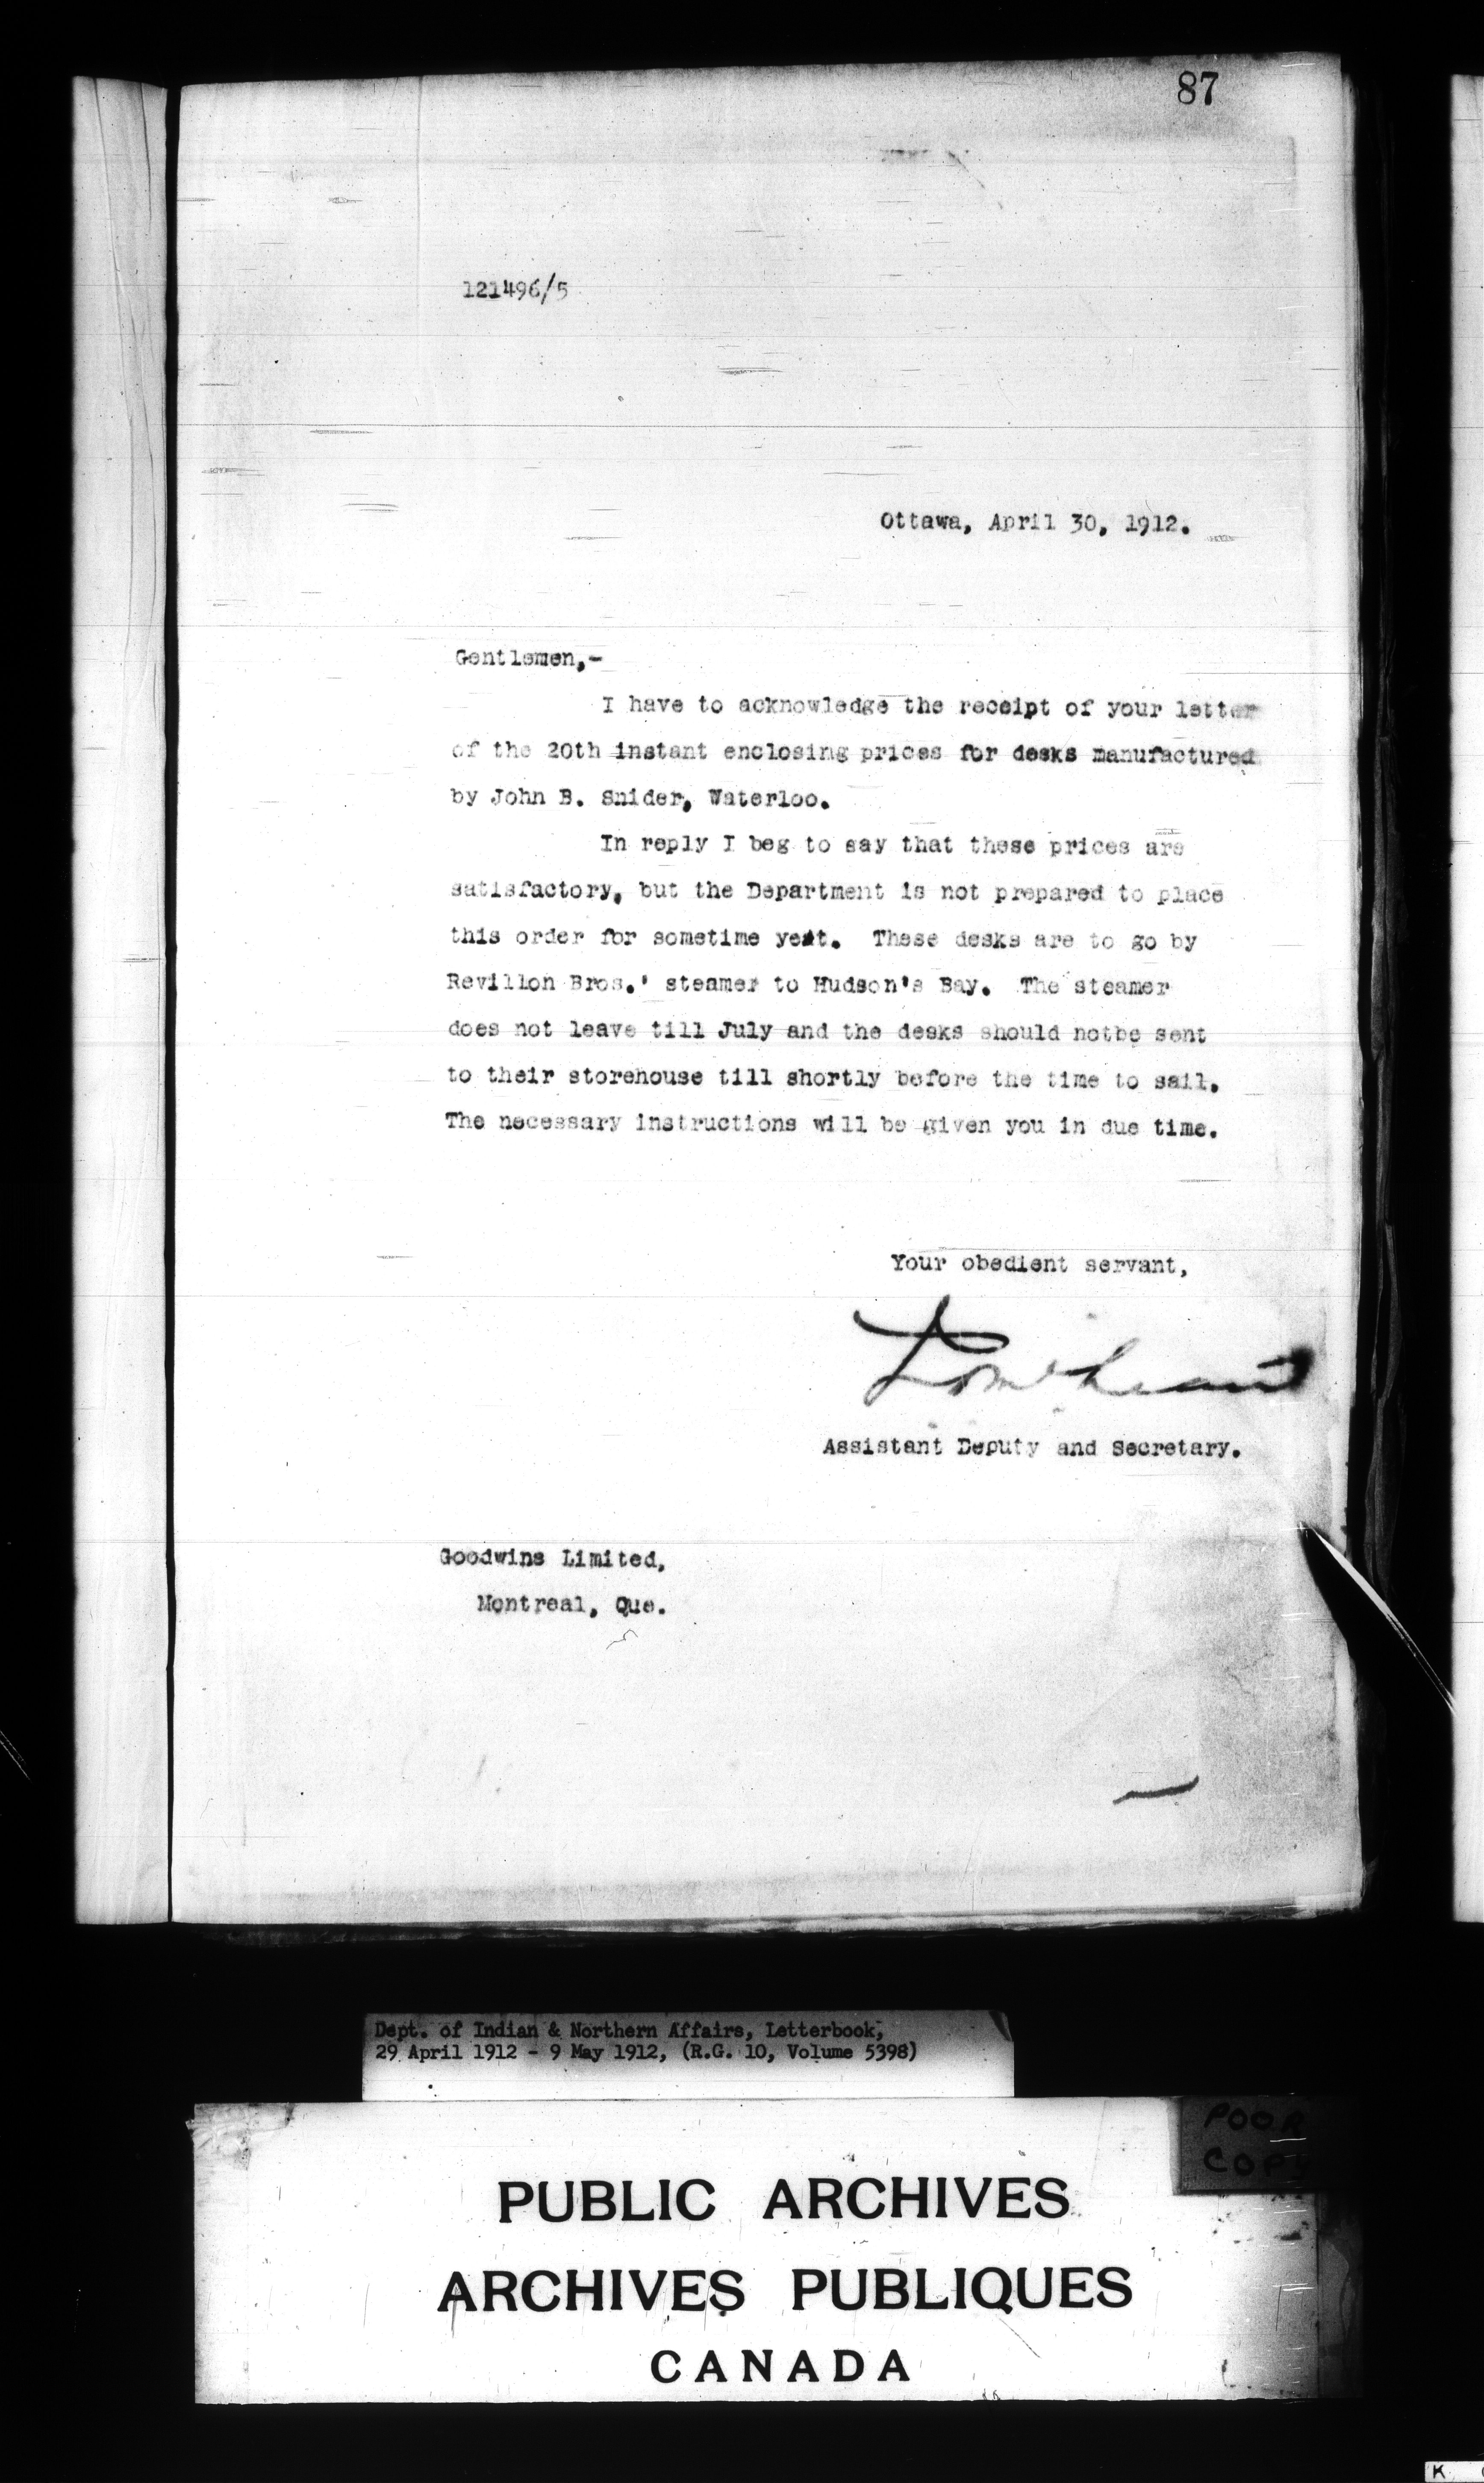 87
121496/5
Ottawa, April 30, 1912.
Gentlemen,-
I have to acknowledge the receipt of your letter
of the 20th instant enclosing prices for desks manufactured
by John B. Snider, Waterloo.
In reply I beg to say that these prices are
satisfactory, but the Department is not prepared to place
this order for sometime yet. These desks are to go by
Revillon Bros.' steamer to Hudson's Bay. The steamer
does not leave till July and the desks should notbe sent
to their storehouse till shortly before the time to sail.
The necessary instructions will be given you in due time.
Your obedient servant,
Assistant Deputy and Secretary.
Goodwins Limited,
Montreal, Que.
Dept. of Indian & Northern Affairs, Letterbook,
29 April 1912 - 9 May 1912, (R.G. 10, Volume 5398)
POOR
COPY
PUBLIC ARCHIVES
ARCHIVES PUBLIQUES
CANADA
K